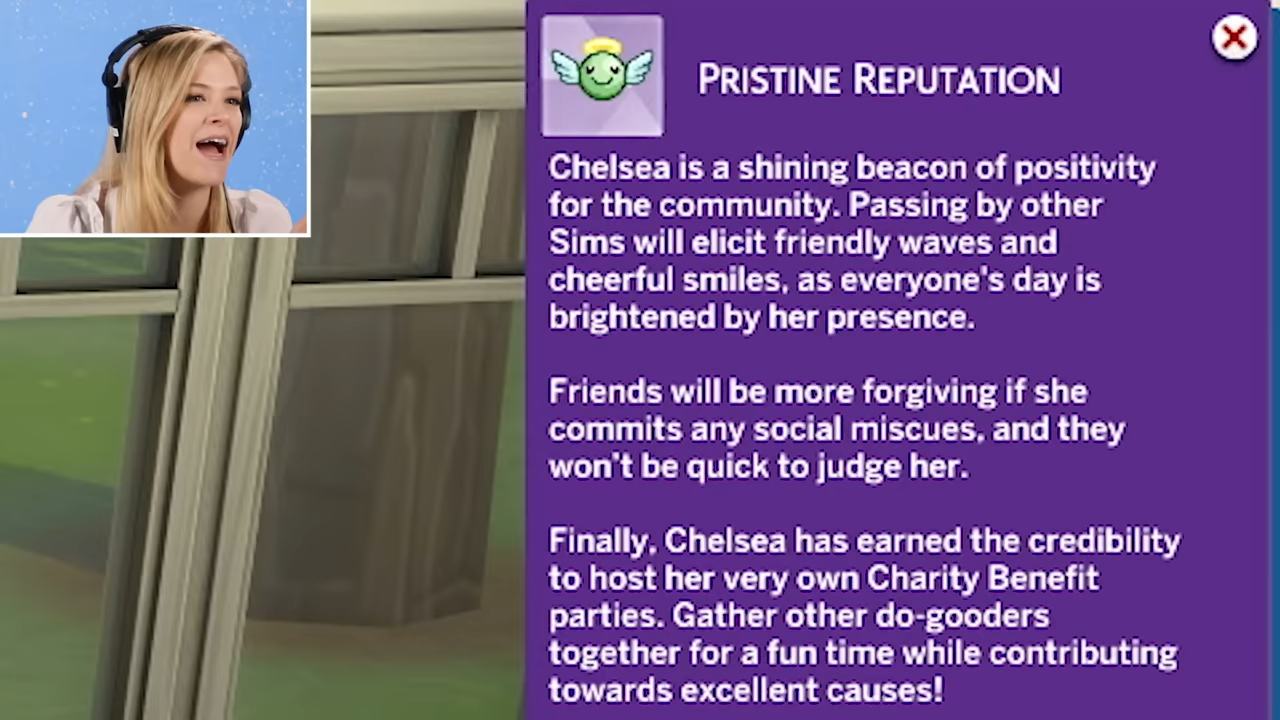 PRISTINE REPUTATION
Chelsea is a shining beacon of positivity
for the community. Passing by other
Sims will elicit friendly waves and
cheerful smiles, as everyone's day is
brightened by her presence.
Friends will be more forgiving if she
commits any social miscues, and they
won't be quick to judge her.
Finally, Chelsea has earned the credibility
to host her very own Charity Benefit
parties. Gather other do-gooders
together for a fun time while contributing
towards excellent causes!